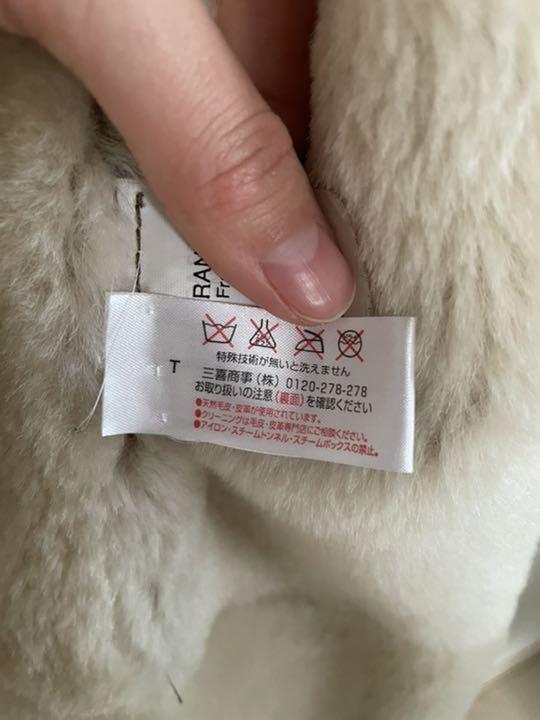 RAN
Fr
T
特殊技術が無いと洗えません
三喜商事(株) 0120-278-278
お取り扱いの注意(裏面)を確認ください
●天然毛皮・皮革が使用されています。
●クリーニングは毛皮・皮革専門店にご相談ください。
●アイロン・スチームトンネル・スチームボックスの禁止。